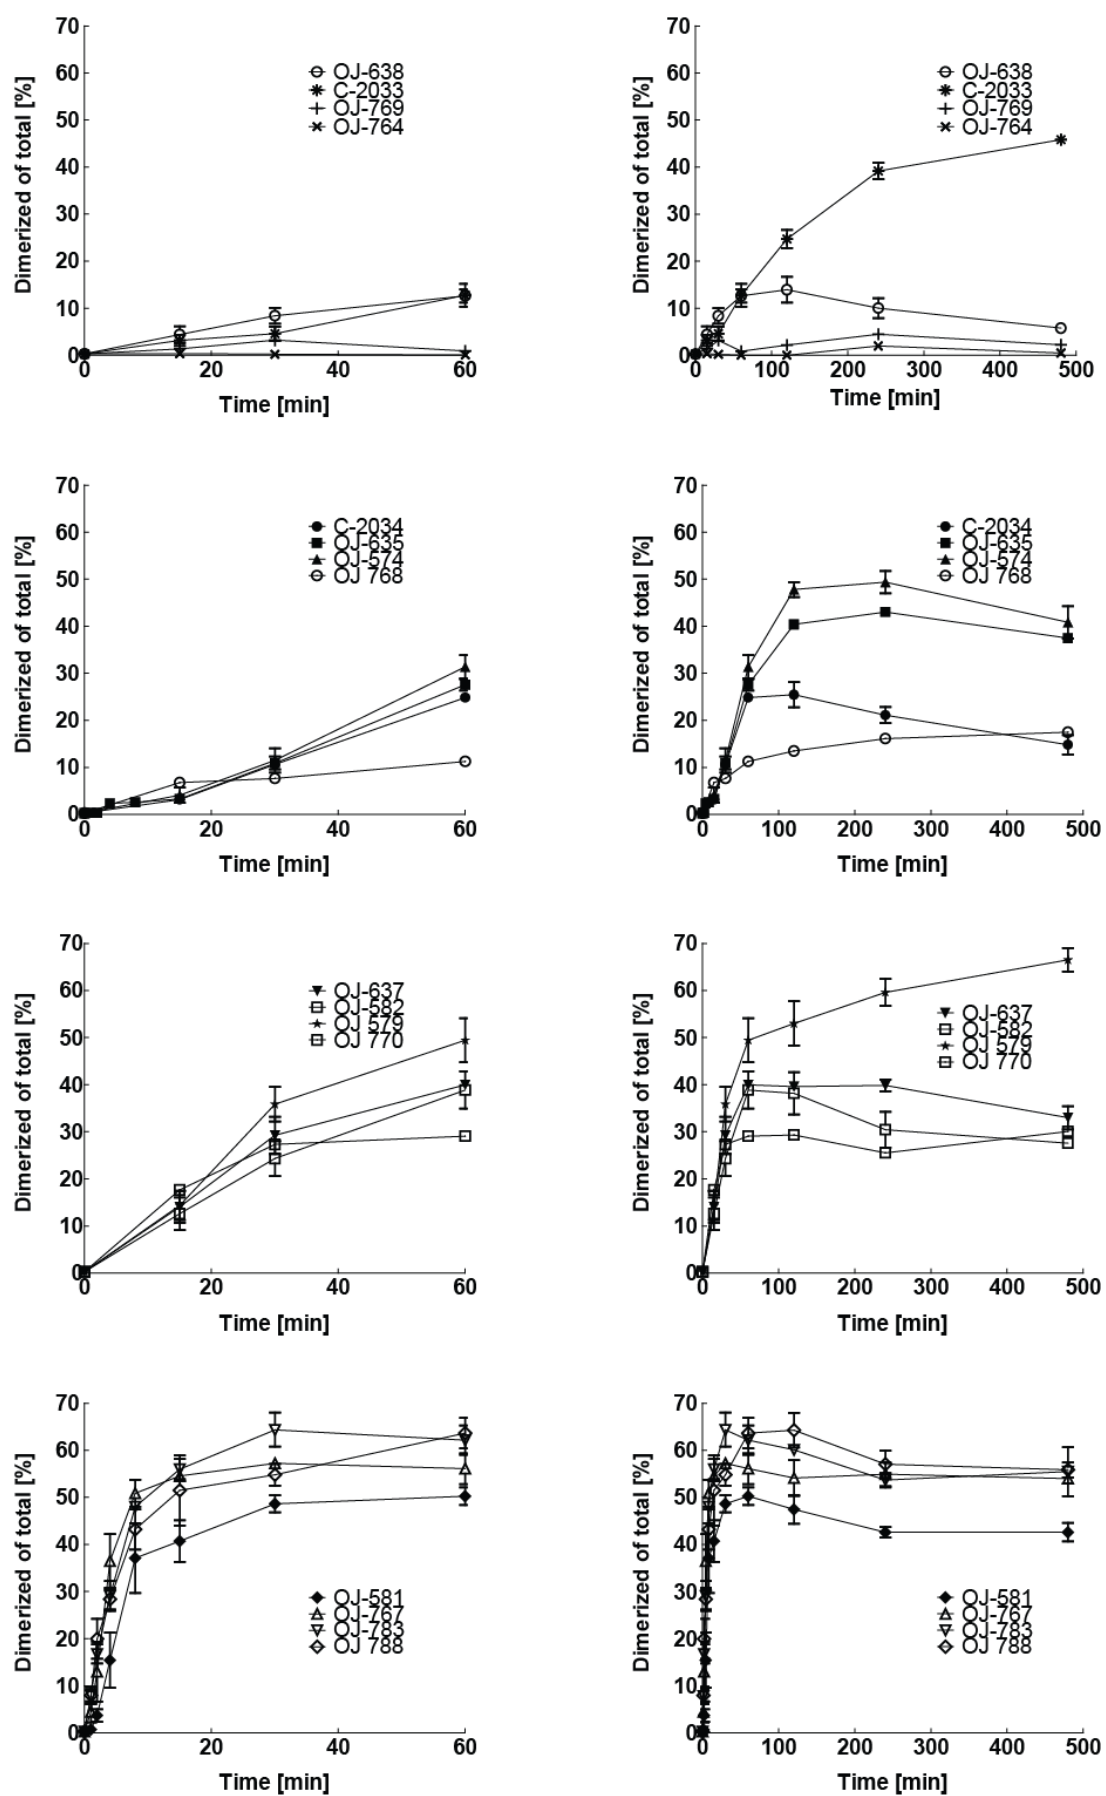 70
60
50
40
30
20
10
0
Dimerized of total [%]
OJ-638
C-2033
OJ-769
OJ-764
0 20 40 60
Time [min]
70
60
50
40
30
20
10
0
Dimerized of total [%]
OJ-638
C-2033
OJ-769
OJ-764
0 100 200 300 400 500
Time [min]
70
60
50
40
30
20
10
0
Dimerized of total [%]
C-2034
OJ-635
OJ-574
OJ 768
0 20 40 60
Time [min]
70
60
50
40
30
20
10
0
Dimerized of total [%]
C-2034
OJ-635
OJ-574
OJ 768
0 100 200 300 400 500
Time [min]
70
60
50
40
30
20
10
0
Dimerized of total [%]
OJ-637
OJ-582
OJ 579
OJ 770
0 20 40 60
Time [min]
70
60
50
40
30
20
10
0
Dimerized of total [%]
OJ-637
OJ-582
OJ 579
OJ 770
0 100 200 300 400 500
Time [min]
70
60
50
40
30
20
10
0
Dimerized of total [%]
OJ-581
OJ-767
OJ-783
OJ 788
0 20 40 60
Time [min]
70
60
50
40
30
20
10
0
Dimerized of total [%]
OJ-581
OJ-767
OJ-783
OJ 788
0 100 200 300 400 500
Time [min]